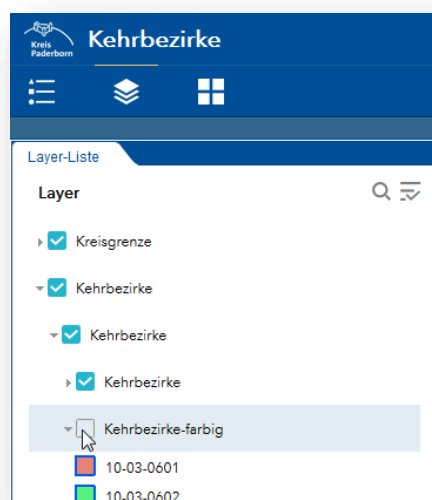 Kreis
Paderborn
Kehrbezirke
Layer-Liste
Layer
Kreisgrenze
Kehrbezirke
Kehrbezirke
Kehrbezirke
Kehrbezirke-farbig
10-03-0601
10-03-0602